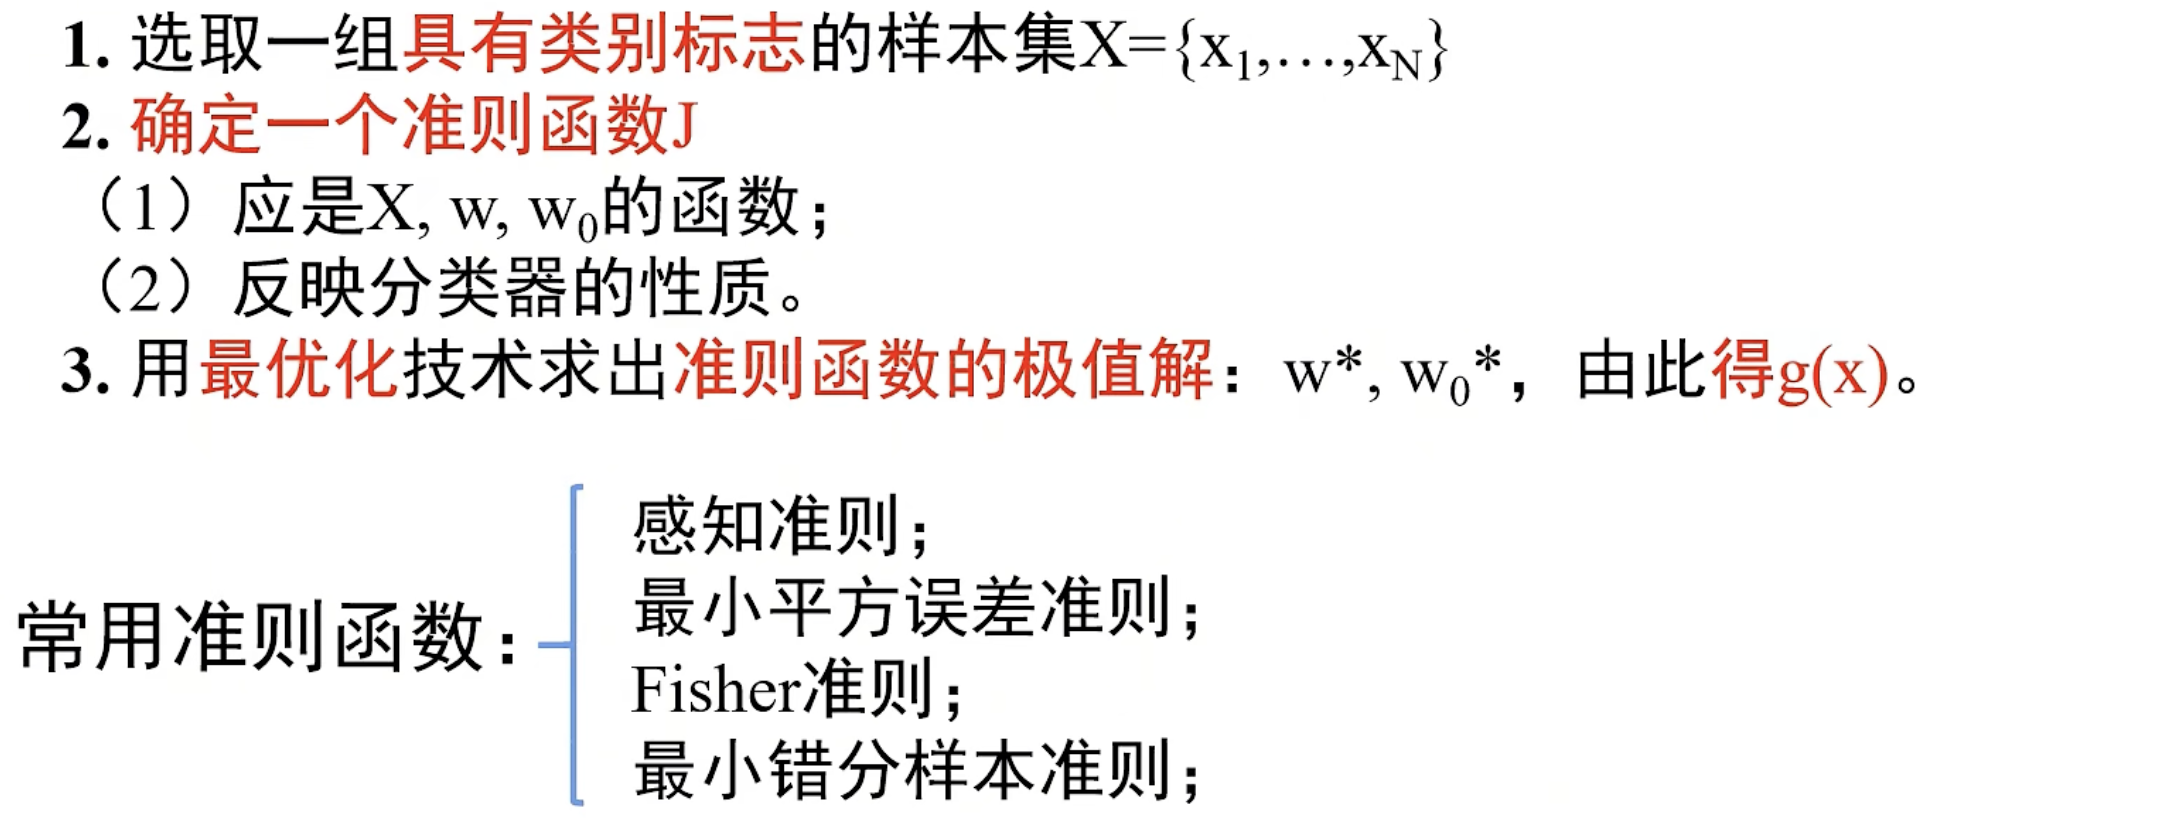 1. 选取一组具有类别标志的样本集X={x₁,…,x_N}
2. 确定一个准则函数J
（1）应是X, w, w₀的函数；
（2）反映分类器的性质。
3. 用最优化技术求出准则函数的极值解：w*, w₀*，由此得g(x)。
常用准则函数：
感知准则；
最小平方误差准则；
Fisher准则；
最小错分样本准则；